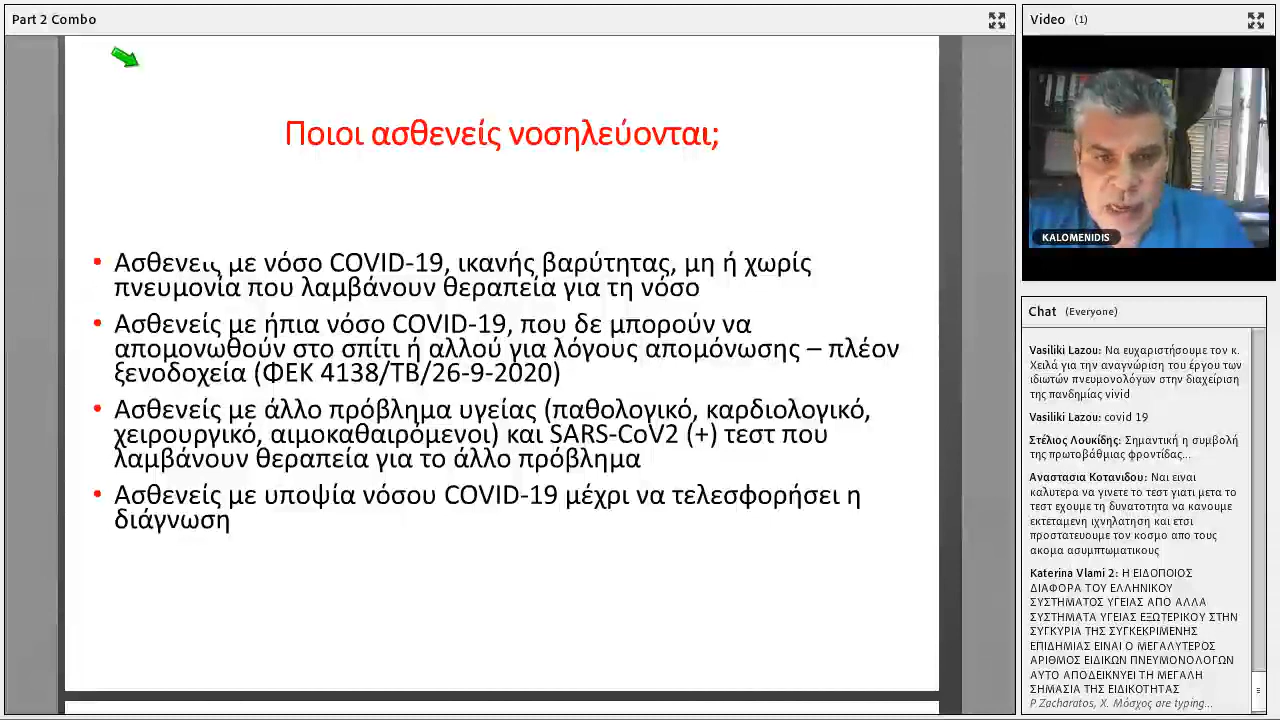 Part 2 Combo
Ποιοι ασθενείς νοσηλεύονται;
• Ασθενείς με νόσο COVID-19, ικανής βαρύτητας, μη ή χωρίς
πνευμονία που λαμβάνουν θεραπεία για τη νόσο
• Ασθενείς με ήπια νόσο COVID-19, που δε μπορούν να
απομονωθούν στο σπίτι ή αλλού για λόγους απομόνωσης – πλέον
ξενοδοχεία (ΦΕΚ 4138/ΤΒ/26-9-2020)
• Ασθενείς με άλλο πρόβλημα υγείας (παθολογικό, καρδιολογικό,
χειρουργικό, αιμοκαθαιρόμενοι) και SARS-CoV2 (+) τεστ που
λαμβάνουν θεραπεία για το άλλο πρόβλημα
• Ασθενείς με υποψία νόσου COVID-19 μέχρι να τελεσφορήσει η
διάγνωση
Video (1)
KALOMENIDIS
Chat (Everyone)
Vasiliki Lazou: Να ευχαριστήσουμε τον κ.
Χειλά για την αναγνώριση του έργου των
ιδιωτών πνευμονολόγων στην διαχείριση
της πανδημίας vivid
Vasiliki Lazou: covid 19
Στέλιος Λουκίδης: Σημαντική η συμβολή
της πρωτοβάθμιας φροντίδας...
Αναστασια Κοτανιδου: Ναι ειναι
καλυτερα να γινετε το τεστ γιατι μετα το
τεστ εχουμε τη δυνατοτητα να κανουμε
εκτεταμενη ιχνηλατηση και ετσι
προστατευουμε τον κοσμο απο τους
ακομα ασυμπτωματικους
Katerina Vlami 2: Η ΕΙΔΟΠΟΙΟΣ
ΔΙΑΦΟΡΑ ΤΟΥ ΕΛΛΗΝΙΚΟΥ
ΣΥΣΤΗΜΑΤΟΣ ΥΓΕΙΑΣ ΑΠΟ ΑΛΛΑ
ΣΥΣΤΗΜΑΤΑ ΥΓΕΙΑΣ ΕΞΩΤΕΡΙΚΟΥ ΣΤΗΝ
ΣΥΓΚΥΡΙΑ ΤΗΣ ΣΥΓΚΕΚΡΙΜΕΝΗΣ
ΕΠΙΔΗΜΙΑΣ ΕΙΝΑΙ Ο ΜΕΓΑΛΥΤΕΡΟΣ
ΑΡΙΘΜΟΣ ΕΙΔΙΚΩΝ ΠΝΕΥΜΟΝΟΛΟΓΩΝ
ΑΥΤΟ ΑΠΟΔΕΙΚΝΥΕΙ ΤΗ ΜΕΓΑΛΗ
ΣΗΜΑΣΙΑ ΤΗΣ ΕΙΔΙΚΟΤΗΤΑΣ
P Zacharatos, Χ. Μόσχος are typing...